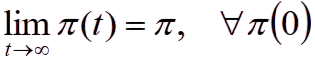 lim π(t) = π, ∀ π(0)
t→∞